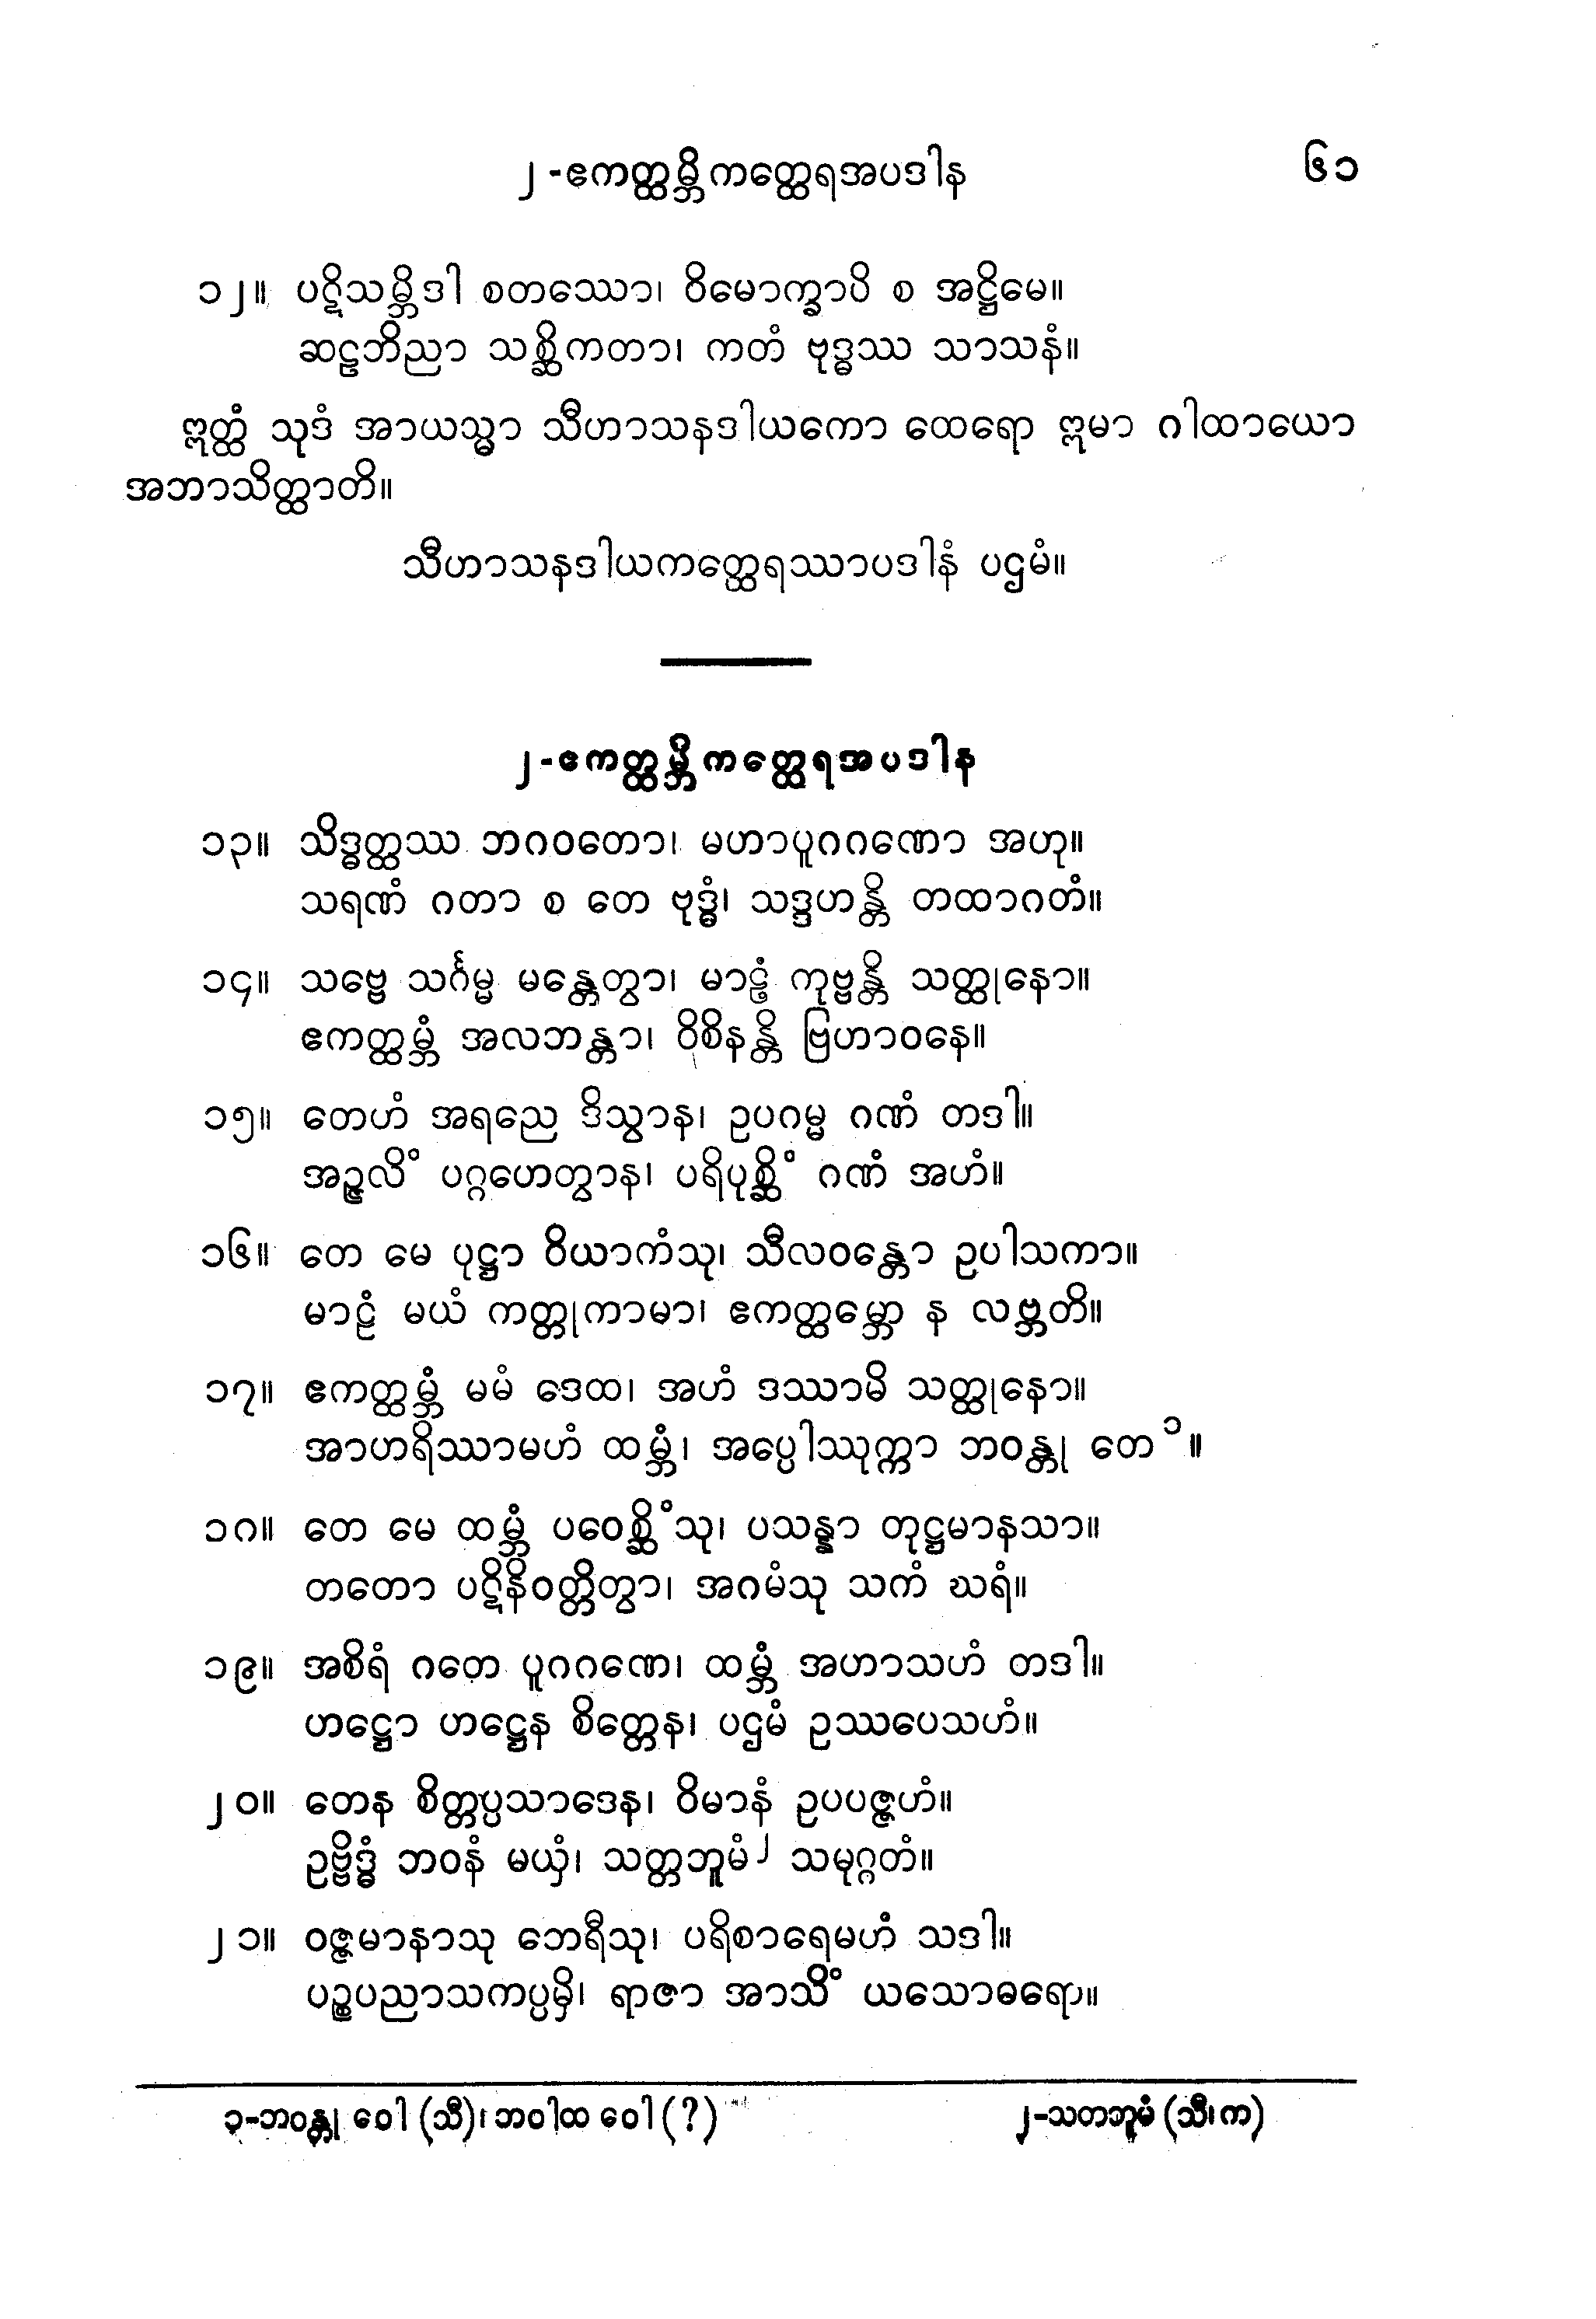 ၂-ဧကတ္ထမ္ဘိကတ္ထေရအပဒါန ၆၁
၁၂။ ပဋိသမ္ဘိဒါ စတဿော၊ ဝိမောက္ခာပိ စ အဋ္ဌိမေ။
ဆဠဘိညာ သစ္ဆိကတာ၊ ကတံ ဗုဒ္ဓဿ သာသနံ။
ဣတ္ထံ သုဒံ အာယသ္မာ သီဟာသနဒါယကော ထေရော ဣမာ ဂါထာယော
အဘာသိတ္ထာတိ။
သီဟာသနဒါယကတ္ထေရဿာပဒါနံ ပဌမံ။
၂-ဧကတ္ထမ္ဘိကတ္ထေရအပဒါန
၁၃။ သိဒ္ဓတ္ထဿ ဘဂဝတော၊ မဟာပူဂဂဏော အဟု။
သရဏံ ဂတာ စ တေ ဗုဒ္ဓံ၊ သဒ္ဒဟန္တိ တထာဂတံ။
၁၄။ သဗ္ဗေ သင်္ဂမ္မ မန္တေတွာ၊ မာဠံ ကုဗ္ဗန္တိ သတ္ထုနော။
ဧကတ္ထမ္ဘံ အလဘန္တာ၊ ဝိစိနန္တိ ဗြဟာဝနေ။
၁၅။ တေဟံ အရညေ ဒိသွာန၊ ဥပဂမ္မ ဂဏံ တဒါ။
အဉ္ဇလိံ ပဂ္ဂဟေတွာန၊ ပရိပုစ္ဆိံ ဂဏံ အဟံ။
၁၆။ တေ မေ ပုဋ္ဌာ ဝိယာကံသု၊ သီလဝန္တော ဥပါသကာ။
မာဠံ မယံ ကတ္တုကာမာ၊ ဧကတ္ထမ္ဘော န လဗ္ဘတိ။
၁၇။ ဧကတ္ထမ္ဘံ မမံ ဒေထ၊ အဟံ ဒဿာမိ သတ္ထုနော။
အာဟရိဿာမဟံ ထမ္ဘံ၊ အပ္ပေါဿုက္ကာ ဘဝန္တု တေ ၁။
၁၈။ တေ မေ ထမ္ဘံ ပဝေစ္ဆိံသု၊ ပသန္နာ တုဋ္ဌမာနသာ။
တတော ပဋိနိဝတ္တိတွာ၊ အဂမံသု သကံ ဃရံ။
၁၉။ အစိရံ ဂတေ ပူဂဂဏေ၊ ထမ္ဘံ အဟာသဟံ တဒါ။
ဟဋ္ဌော ဟဋ္ဌေန စိတ္တေန၊ ပဌမံ ဥဿပေသဟံ။
၂၀။ တေန စိတ္တပ္ပသာဒေန၊ ဝိမာနံ ဥပပဇ္ဇဟံ။
ဥဗ္ဗိဒ္ဓံ ဘဝနံ မယှံ၊ သတ္တဘူမံ၂ သမုဂ္ဂတံ။
၂၁။ ဝဇ္ဇမာနာသု ဘေရီသု၊ ပရိစာရေမဟံ သဒါ။
ပဉ္စပညာသကပ္ပမှိ၊ ရာဇာ အာသိံ ယသောဓရော။
၁-ဘဝန္တု ဝေါ (သီ)၊ ဘဝါထ ဝေါ (?) ၂-သတဘူမံ (သီ၊ က)